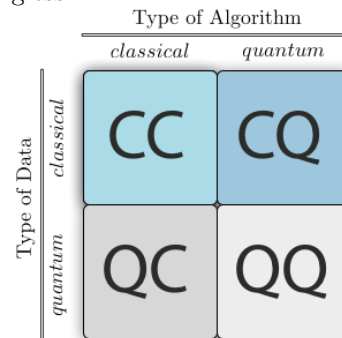 Type of Algorithm
classical quantum
Type of Data
classical
CC CQ
quantum
QC QQ